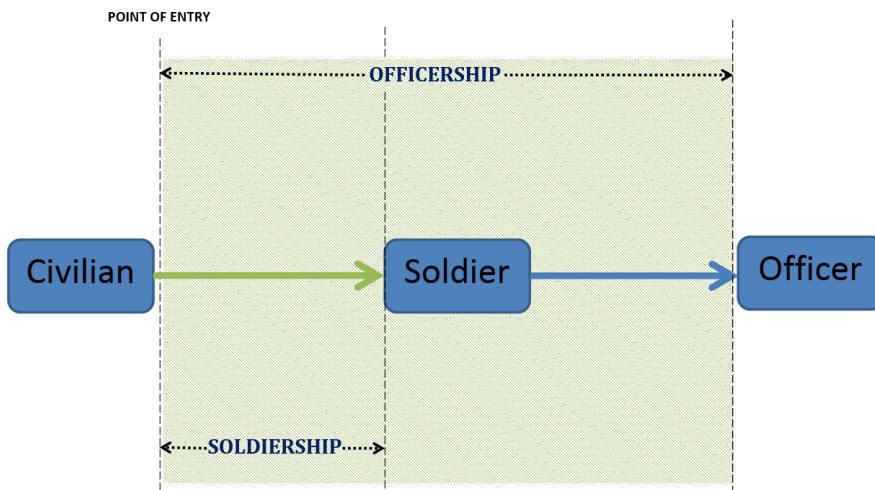 POINT OF ENTRY
OFFICERSHIP
Civilian
Soldier
Officer
SOLDIERSHIP